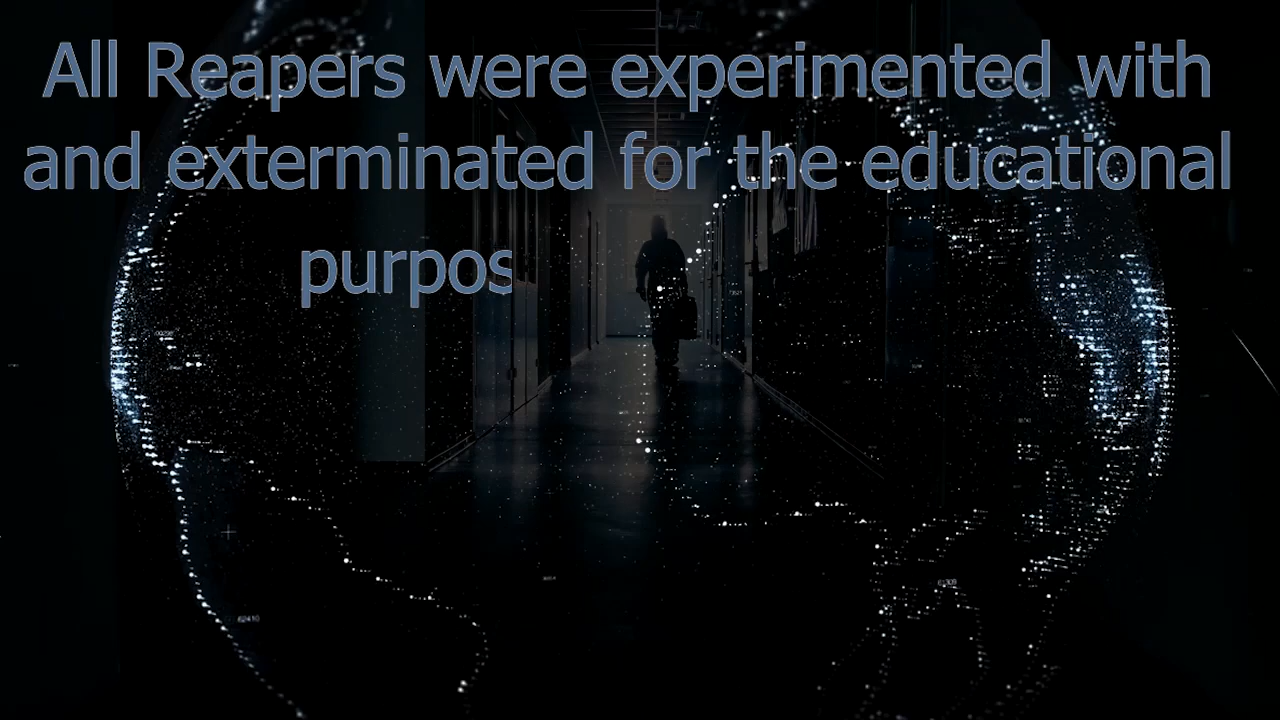 All Reapers were experimented with
and exterminated for the educational
purpos